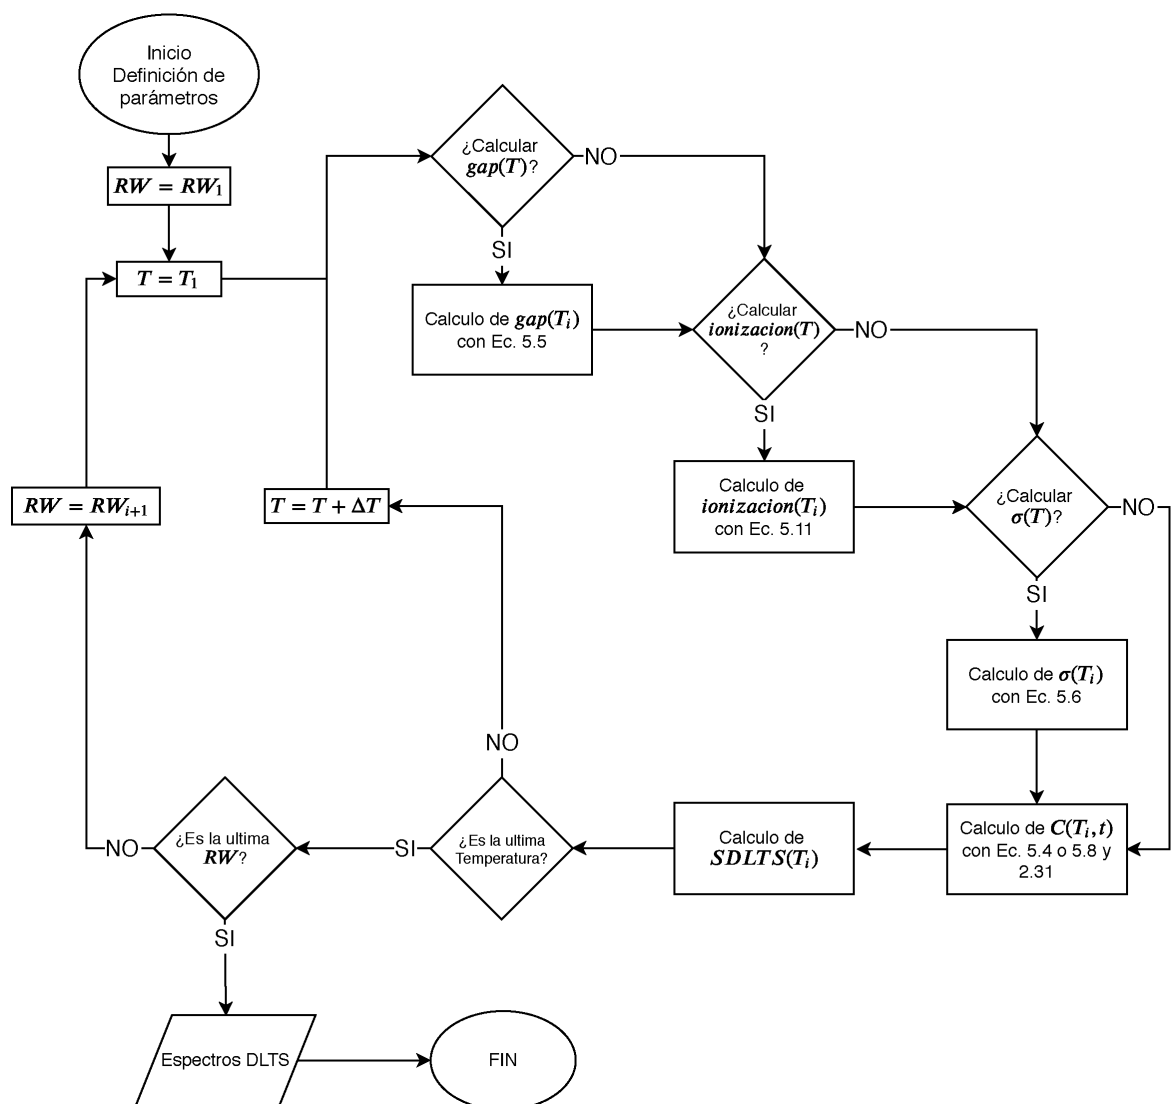 Inicio
Definición de
parámetros
RW = RW₁
T = T₁
¿Calcular
gap(T)?
NO
SI
Calculo de gap(Tᵢ)
con Ec. 5.5
¿Calcular
ionizacion(T)
?
NO
SI
Calculo de
ionizacion(Tᵢ)
con Ec. 5.11
¿Calcular
σ(T)?
NO
SI
Calculo de σ(Tᵢ)
con Ec. 5.6
Calculo de C(Tᵢ, t)
con Ec. 5.4 o 5.8 y
2.31
Calculo de
SDLTS(Tᵢ)
¿Es la ultima
Temperatura?
NO
T = T + ΔT
SI
¿Es la ultima
RW?
NO
RW = RWᵢ₊₁
SI
Espectros DLTS
FIN